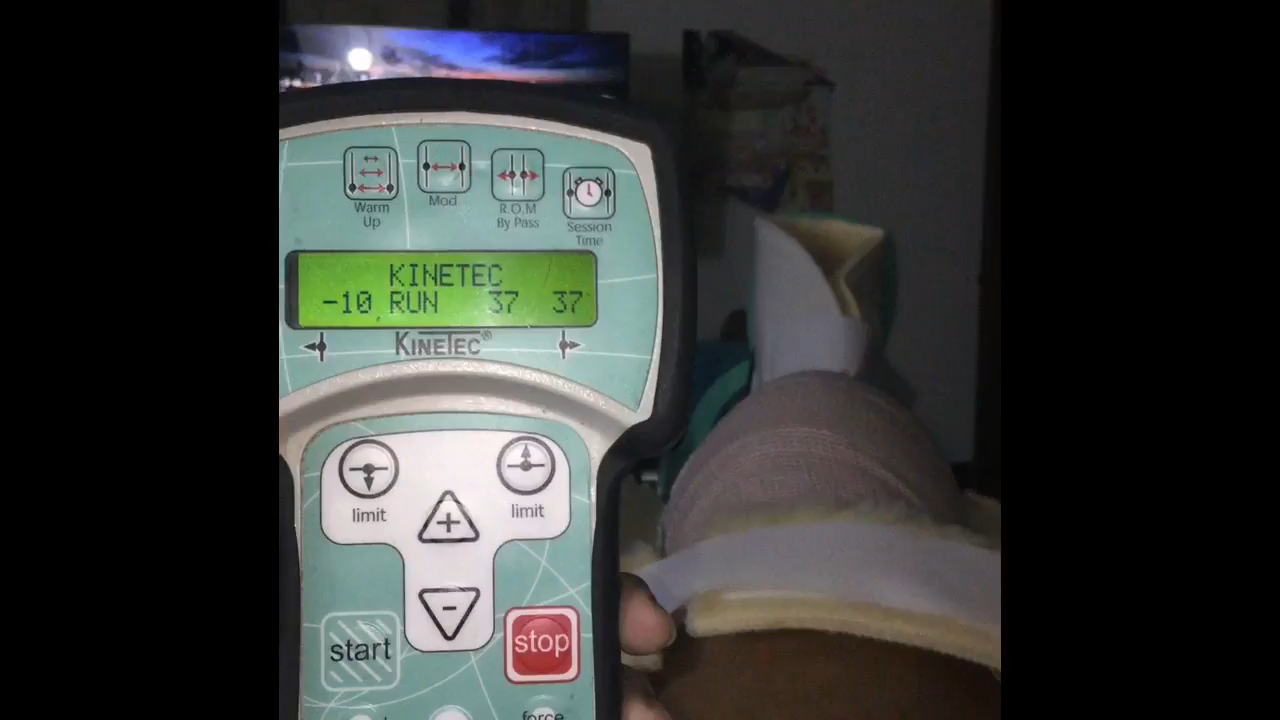 Warm
Up
Mod
R.O.M
By Pass
Session
Time
KINETEC
-10 RUN 37 37
KINETEC®
limit
limit
+
-
start
stop
force